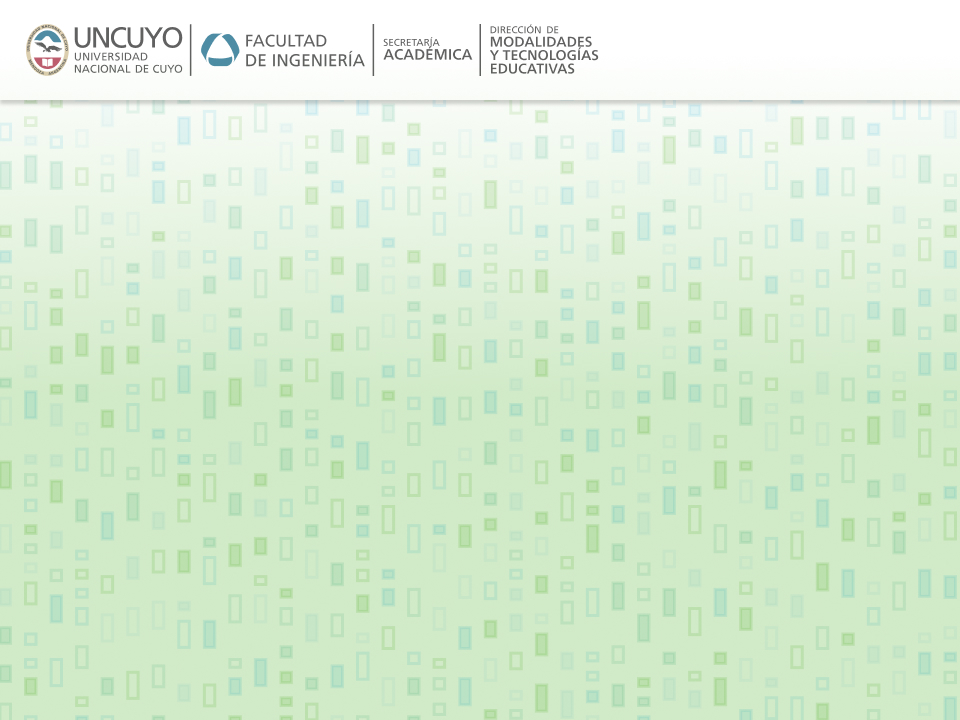 UNCUYO
UNIVERSIDAD
NACIONAL DE CUYO
FACULTAD
DE INGENIERÍA
SECRETARÍA
ACADÉMICA
DIRECCIÓN DE
MODALIDADES
Y TECNOLOGÍAS
EDUCATIVAS